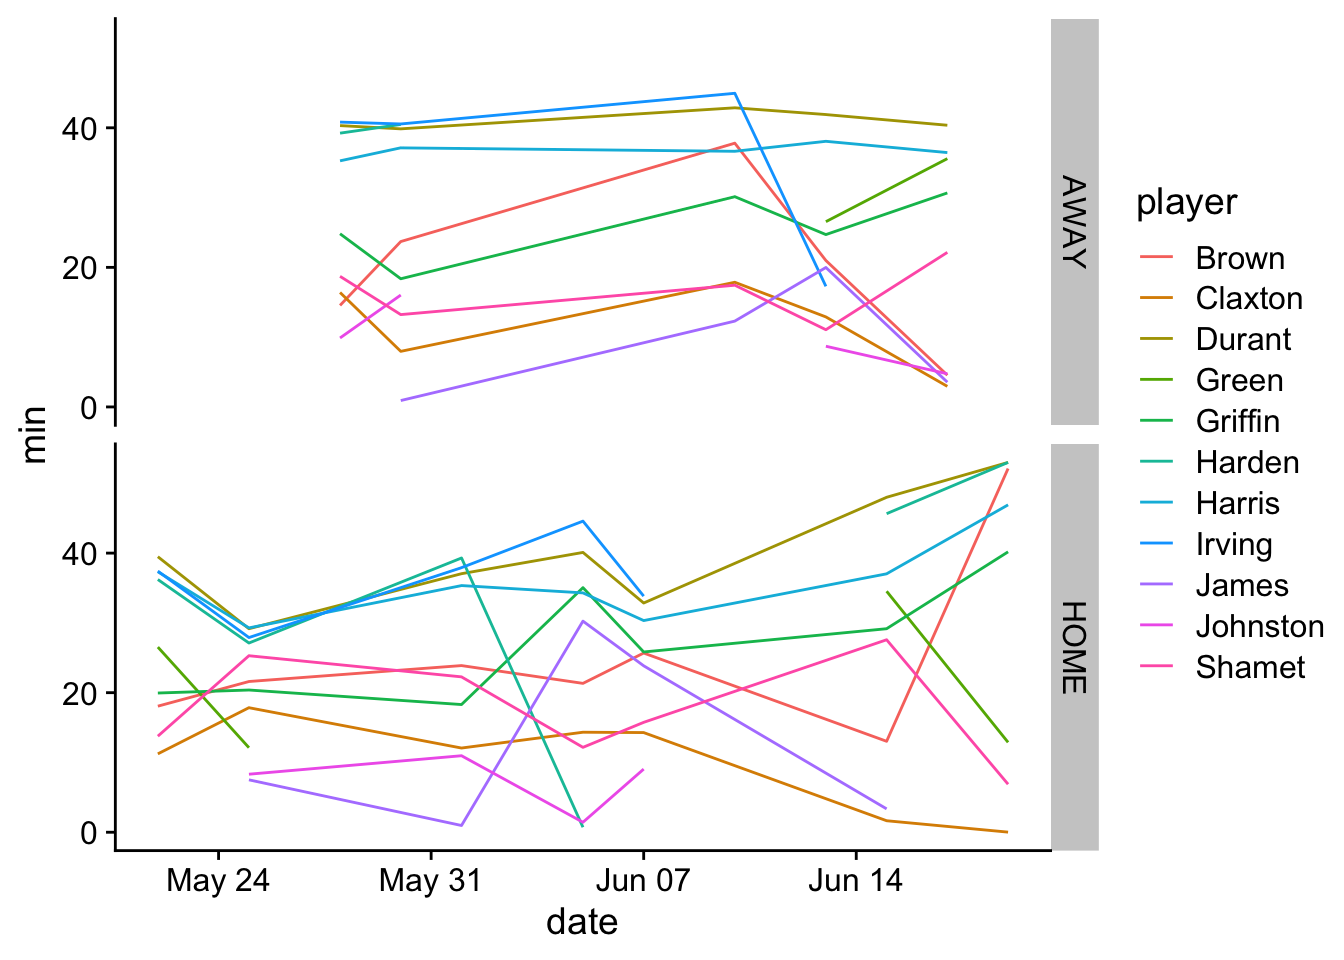 min
40
20
0
AWAY
40
20
0
HOME
May 24
May 31
Jun 07
Jun 14
date
player
Brown
Claxton
Durant
Green
Griffin
Harden
Harris
Irving
James
Johnston
Shamet